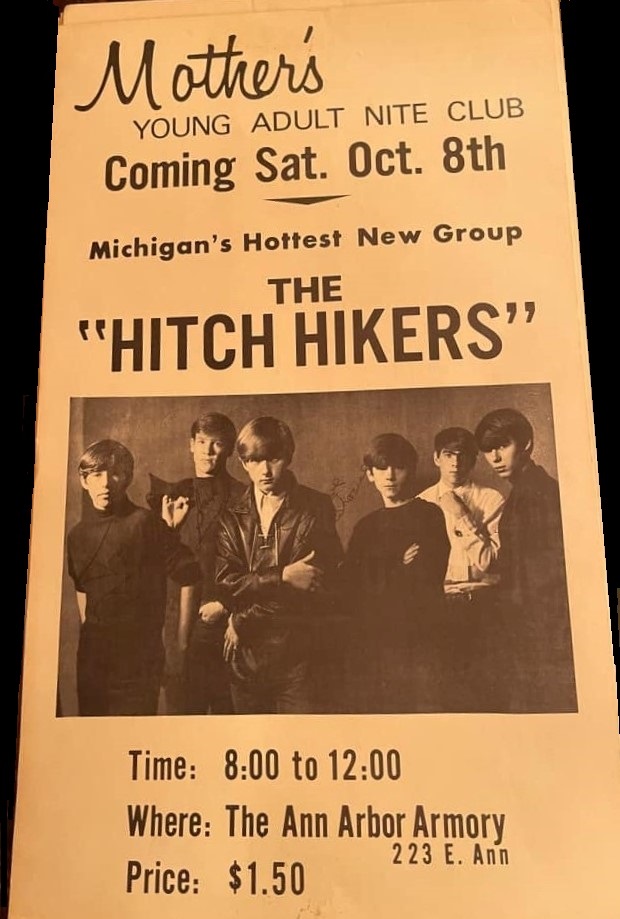 Mother's
YOUNG ADULT NITE CLUB
Coming Sat. Oct. 8th
Michigan's Hottest New Group
THE
"HITCH HIKERS"
Time: 8:00 to 12:00
Where: The Ann Arbor Armory
223 E. Ann
Price: $1.50